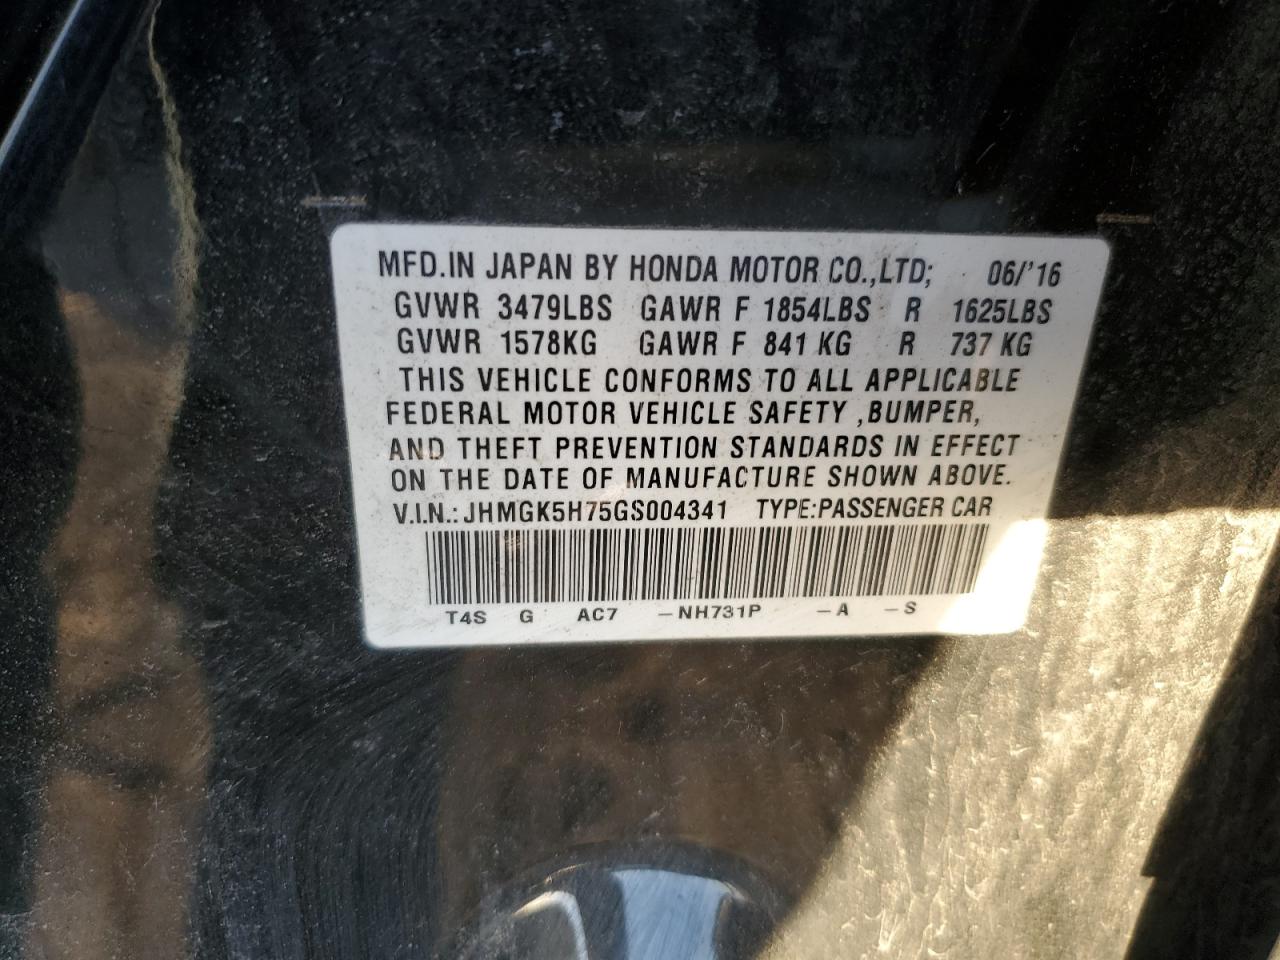 MFD.IN JAPAN BY HONDA MOTOR CO.,LTD; 06/'16
GVWR 3479LBS GAWR F 1854LBS R 1625LBS
GVWR 1578KG GAWR F 841 KG R 737 KG
THIS VEHICLE CONFORMS TO ALL APPLICABLE
FEDERAL MOTOR VEHICLE SAFETY ,BUMPER,
AND THEFT PREVENTION STANDARDS IN EFFECT
ON THE DATE OF MANUFACTURE SHOWN ABOVE.
V.I.N.: JHMGK5H75GS004341 TYPE:PASSENGER CAR
T4S G AC7 –NH731P –A –S